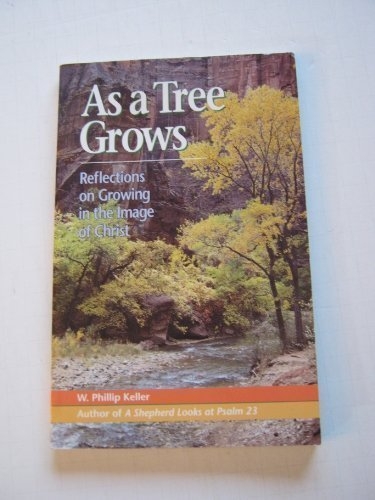 As a Tree
Grows
Reflections
on Growing
in the Image
of Christ
W. Phillip Keller
Author of A Shepherd Looks at Psalm 23